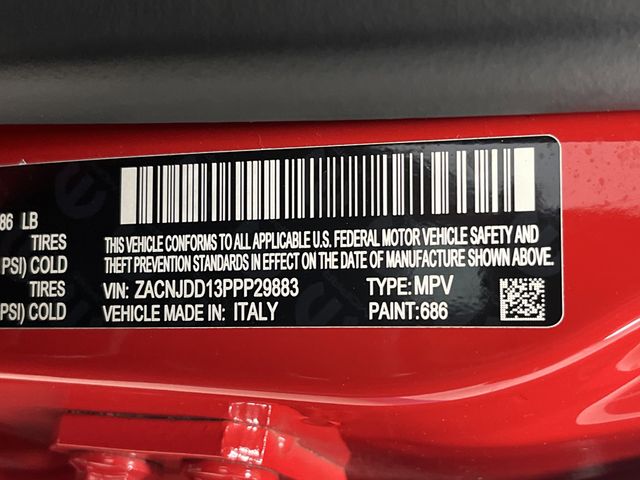 86 LB
TIRES
THIS VEHICLE CONFORMS TO ALL APPLICABLE U.S. FEDERAL MOTOR VEHICLE SAFETY AND
PSI) COLD
THEFT PREVENTION STANDARDS IN EFFECT ON THE DATE OF MANUFACTURE SHOWN ABOVE.
TIRES
VIN: ZACNJDD13PPP29883 TYPE: MPV
PSI) COLD
VEHICLE MADE IN: ITALY PAINT: 686